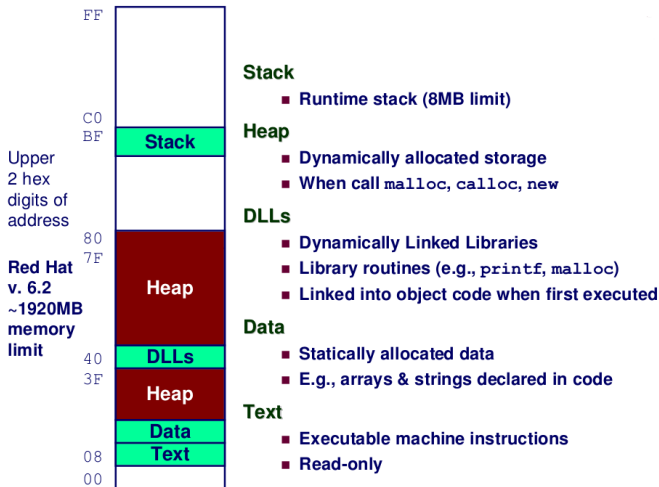 FF
C0
BF
Stack
Upper
2 hex
digits of
address
80
7F
Red Hat
v. 6.2
~1920MB
memory
limit
Heap
40
DLLs
3F
Heap
Data
08
Text
00
Stack
■ Runtime stack (8MB limit)
Heap
■ Dynamically allocated storage
■ When call malloc, calloc, new
DLLs
■ Dynamically Linked Libraries
■ Library routines (e.g., printf, malloc)
■ Linked into object code when first executed
Data
■ Statically allocated data
■ E.g., arrays & strings declared in code
Text
■ Executable machine instructions
■ Read-only